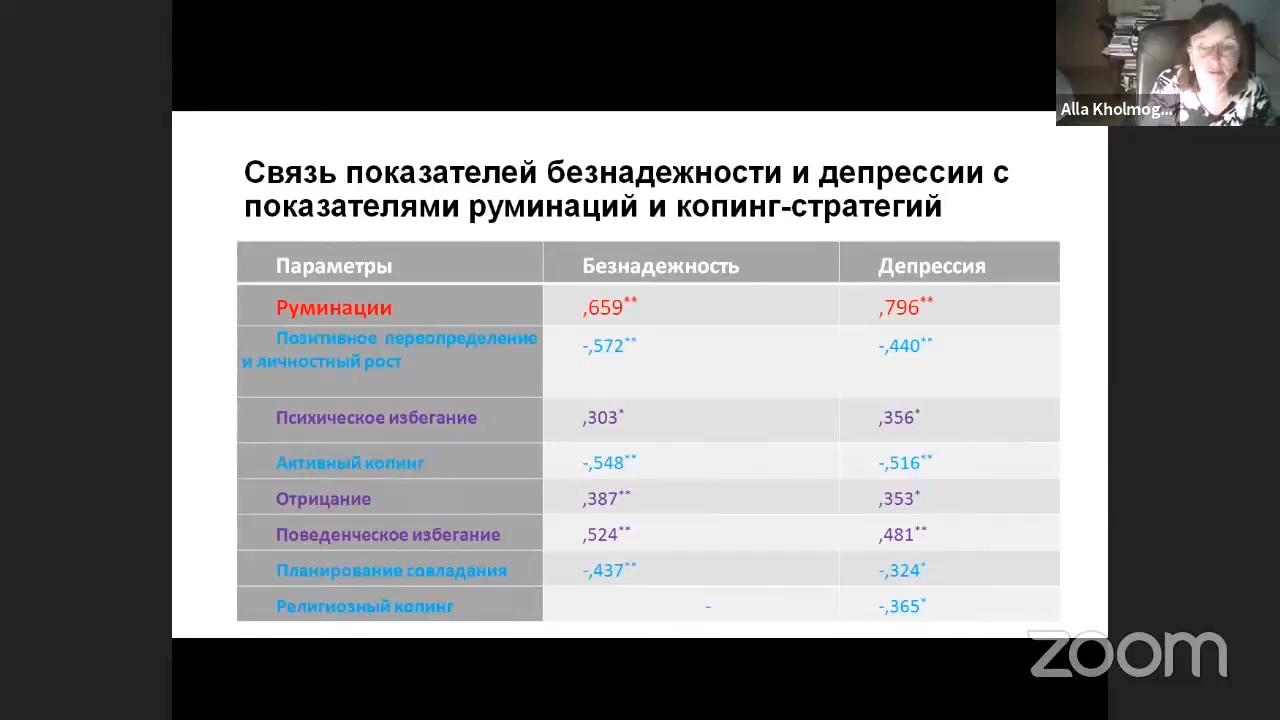 Alla Kholmog...
Связь показателей безнадежности и депрессии с
показателями руминаций и копинг-стратегий
Параметры Безнадежность Депрессия
Руминации ,659** ,796**
Позитивное переопределение -,572** -,440**
и личностный рост
Психическое избегание ,303* ,356*
Активный копинг -,548** -,516**
Отрицание ,387** ,353*
Поведенческое избегание ,524** ,481**
Планирование совладания -,437** -,324*
Религиозный копинг - -,365*
zoom